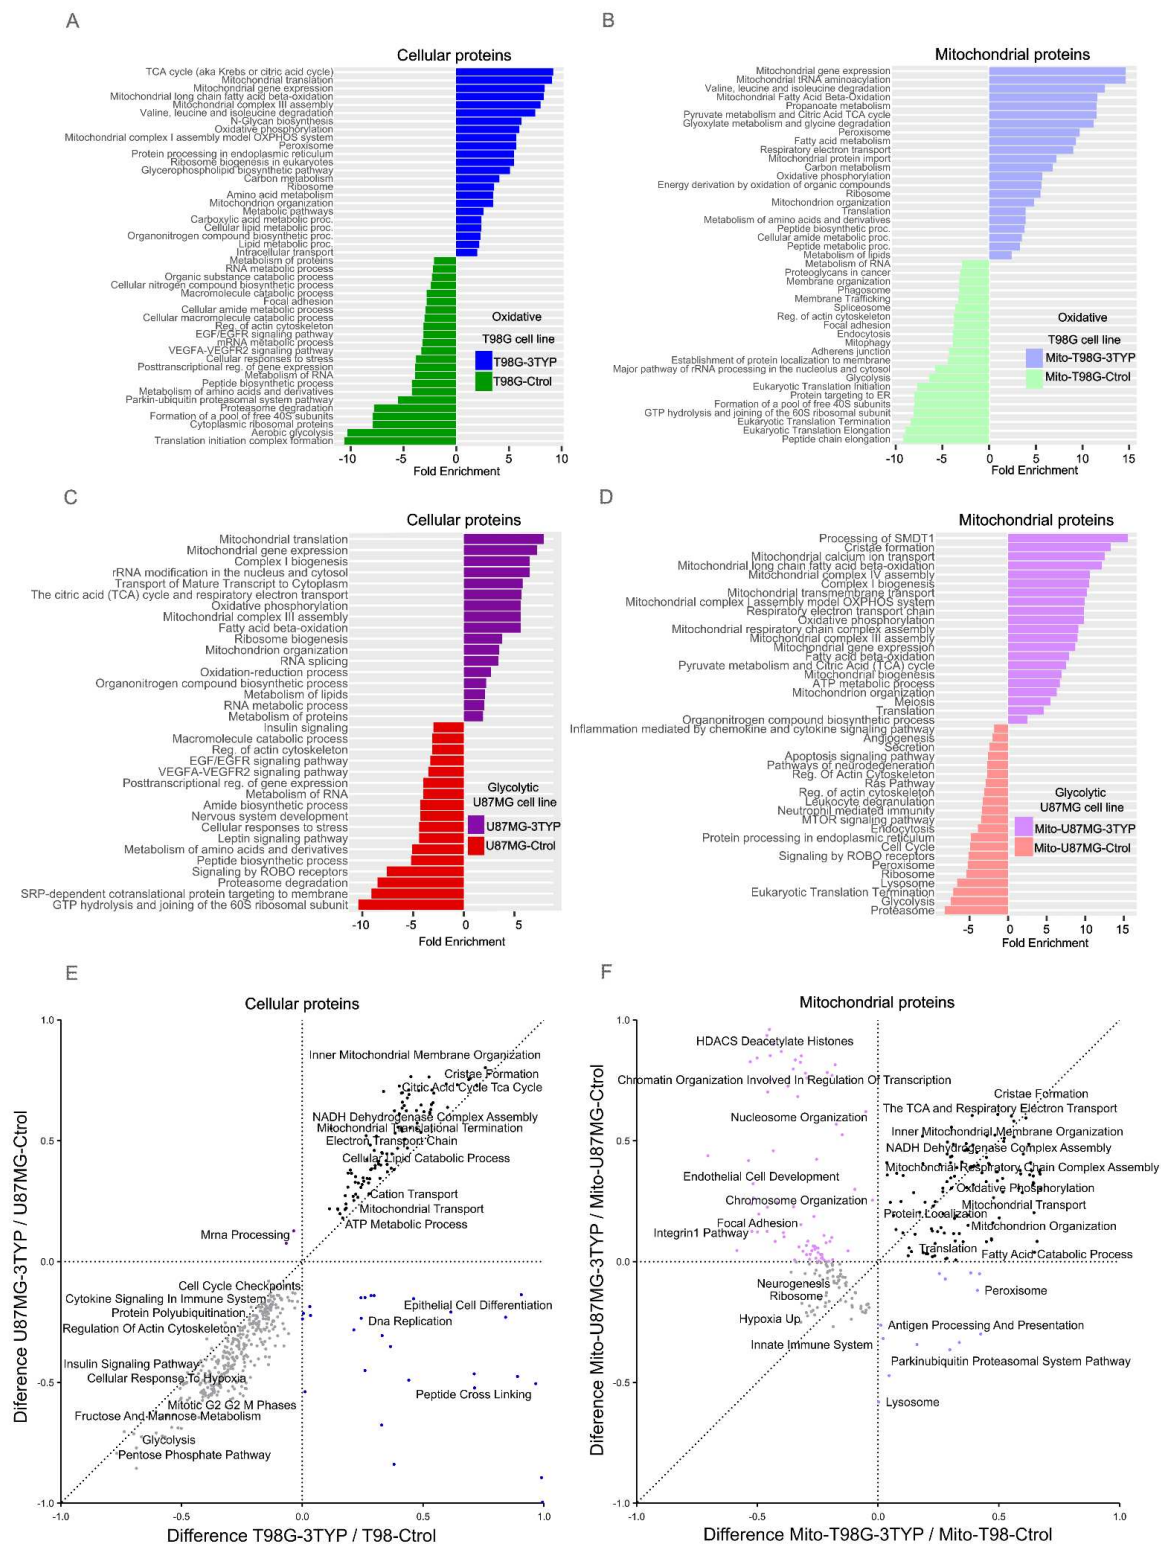 A
Cellular proteins
TCA cycle (aka Krebs or citric acid cycle)
Mitochondrial translation
Mitochondrial gene expression
Mitochondrial long chain fatty acid beta-oxidation
Mitochondrial complex III assembly
Valine, leucine and isoleucine degradation
N-Glycan biosynthesis
Oxidative phosphorylation
Mitochondrial complex I assembly model OXPHOS system
Peroxisome
Protein processing in endoplasmic reticulum
Ribosome biogenesis in eukaryotes
Glycerophospholipid biosynthetic pathway
Carbon metabolism
Ribosome
Amino acid metabolism
Mitochondrion organization
Metabolic pathways
Carboxylic acid metabolic proc.
Cellular lipid metabolic proc.
Organonitrogen compound biosynthetic proc.
Lipid metabolic proc.
Intracellular transport
Metabolism of proteins
RNA metabolic process
Organic substance catabolic process
Cellular nitrogen compound biosynthetic process
Macromolecule catabolic process
Focal adhesion
Cellular amide metabolic process
Cellular macromolecule catabolic process
Reg. of actin cytoskeleton
EGF/EGFR signaling pathway
mRNA metabolic process
VEGFA-VEGFR2 signaling pathway
Cellular responses to stress
Posttranscriptional reg. of gene expression
Metabolism of RNA
Peptide biosynthetic process
Metabolism of amino acids and derivatives
Parkin-ubiquitin proteasomal system pathway
Proteasome degradation
Formation of a pool of free 40S subunits
Cytoplasmic ribosomal proteins
Aerobic glycolysis
Translation initiation complex formation
Oxidative
T98G cell line
T98G-3TYP
T98G-Ctrol
-10 -5 0 5 10
Fold Enrichment
B
Mitochondrial proteins
Mitochondrial gene expression
Mitochondrial tRNA aminoacylation
Valine, leucine and isoleucine degradation
Mitochondrial Fatty Acid Beta-Oxidation
Propanoate metabolism
Pyruvate metabolism and Citric Acid TCA cycle
Glyoxylate metabolism and glycine degradation
Peroxisome
Fatty acid metabolism
Respiratory electron transport
Mitochondrial protein import
Carbon metabolism
Oxidative phosphorylation
Energy derivation by oxidation of organic compounds
Ribosome
Mitochondrion organization
Translation
Metabolism of amino acids and derivatives
Peptide biosynthetic proc.
Cellular amide metabolic proc.
Peptide metabolic proc.
Metabolism of lipids
Metabolism of RNA
Proteoglycans in cancer
Membrane organization
Phagosome
Membrane Trafficking
Spliceosome
Reg. of actin cytoskeleton
Focal adhesion
Endocytosis
Mitophagy
Adherens junction
Establishment of protein localization to membrane
Major pathway of rRNA processing in the nucleolus and cytosol
Glycolysis
Eukaryotic Translation Initiation
Protein targeting to ER
Formation of a pool of free 40S subunits
GTP hydrolysis and joining of the 60S ribosomal subunit
Eukaryotic Translation Termination
Eukaryotic Translation Elongation
Peptide chain elongation
Oxidative
T98G cell line
Mito-T98G-3TYP
Mito-T98G-Ctrol
-10 -5 0 5 10 15
Fold Enrichment
C
Cellular proteins
Mitochondrial translation
Mitochondrial gene expression
Complex I biogenesis
rRNA modification in the nucleus and cytosol
Transport of Mature Transcript to Cytoplasm
The citric acid (TCA) cycle and respiratory electron transport
Oxidative phosphorylation
Mitochondrial complex III assembly
Fatty acid beta-oxidation
Ribosome biogenesis
Mitochondrion organization
RNA splicing
Oxidation-reduction process
Organonitrogen compound biosynthetic process
Metabolism of lipids
RNA metabolic process
Metabolism of proteins
Insulin signaling
Macromolecule catabolic process
Reg. of actin cytoskeleton
EGF/EGFR signaling pathway
VEGFA-VEGFR2 signaling pathway
Posttranscriptional reg. of gene expression
Metabolism of RNA
Amide biosynthetic process
Nervous system development
Cellular responses to stress
Leptin signaling pathway
Metabolism of amino acids and derivatives
Peptide biosynthetic process
Signaling by ROBO receptors
Proteasome degradation
SRP-dependent cotranslational protein targeting to membrane
GTP hydrolysis and joining of the 60S ribosomal subunit
Glycolytic
U87MG cell line
U87MG-3TYP
U87MG-Ctrol
-10 -5 0 5
Fold Enrichment
D
Mitochondrial proteins
Processing of SMDT1
Cristae formation
Mitochondrial calcium ion transport
Mitochondrial long chain fatty acid beta-oxidation
Mitochondrial complex IV assembly
Complex I biogenesis
Mitochondrial transmembrane transport
Mitochondrial complex I assembly model OXPHOS system
Respiratory electron transport chain
Oxidative phosphorylation
Mitochondrial respiratory chain complex assembly
Mitochondrial complex III assembly
Mitochondrial gene expression
Fatty acid beta-oxidation
Pyruvate metabolism and Citric Acid (TCA) cycle
Mitochondrial biogenesis
ATP metabolic process
Mitochondrion organization
Meiosis
Translation
Organonitrogen compound biosynthetic process
Inflammation mediated by chemokine and cytokine signaling pathway
Angiogenesis
Secretion
Apoptosis signaling pathway
Pathways of neurodegeneration
Reg. Of Actin Cytoskeleton
Ras Pathway
Reg. of actin cytoskeleton
Leukocyte degranulation
Neutrophil mediated immunity
MTOR signaling pathway
Endocytosis
Protein processing in endoplasmic reticulum
Cell Cycle
Signaling by ROBO receptors
Peroxisome
Ribosome
Lysosome
Eukaryotic Translation Termination
Glycolysis
Proteasome
Glycolytic
U87MG cell line
Mito-U87MG-3TYP
Mito-U87MG-Ctrol
-5 0 5 10 15
Fold Enrichment
E
Cellular proteins
Diference U87MG-3TYP / U87MG-Ctrol
1.0
0.5
0.0
-0.5
-1.0
Inner Mitochondrial Membrane Organization
Cristae Formation
Citric Acid Cycle Tca Cycle
NADH Dehydrogenase Complex Assembly
Mitochondrial Translational Termination
Electron Transport Chain
Cellular Lipid Catabolic Process
Cation Transport
Mitochondrial Transport
ATP Metabolic Process
Mrna Processing
Cell Cycle Checkpoints
Cytokine Signaling In Immune System
Protein Polyubiquitination
Regulation Of Actin Cytoskeleton
Epithelial Cell Differentiation
Dna Replication
Insulin Signaling Pathway
Cellular Response To Hypoxia
Peptide Cross Linking
Mitotic G2 G2 M Phases
Fructose And Mannose Metabolism
Glycolysis
Pentose Phosphate Pathway
-1.0 -0.5 0.0 0.5 1.0
Difference T98G-3TYP / T98-Ctrol
F
Mitochondrial proteins
Diference Mito-U87MG-3TYP / Mito-U87MG-Ctrol
1.0
0.5
0.0
-0.5
-1.0
HDACS Deacetylate Histones
Chromatin Organization Involved In Regulation Of Transcription
Cristae Formation
The TCA and Respiratory Electron Transport
Nucleosome Organization
Inner Mitochondrial Membrane Organization
NADH Dehydrogenase Complex Assembly
Mitochondrial Respiratory Chain Complex Assembly
Endothelial Cell Development
Oxidative Phosphorylation
Chromosome Organization
Mitochondrial Transport
Protein Localization
Focal Adhesion
Mitochondrion Organization
Integrin1 Pathway
Translation
Fatty Acid Catabolic Process
Neurogenesis
Ribosome
Peroxisome
Hypoxia Up
Antigen Processing And Presentation
Innate Immune System
Parkinubiquitin Proteasomal System Pathway
Lysosome
-1.0 -0.5 0.0 0.5 1.0
Difference Mito-T98G-3TYP / Mito-T98-Ctrol